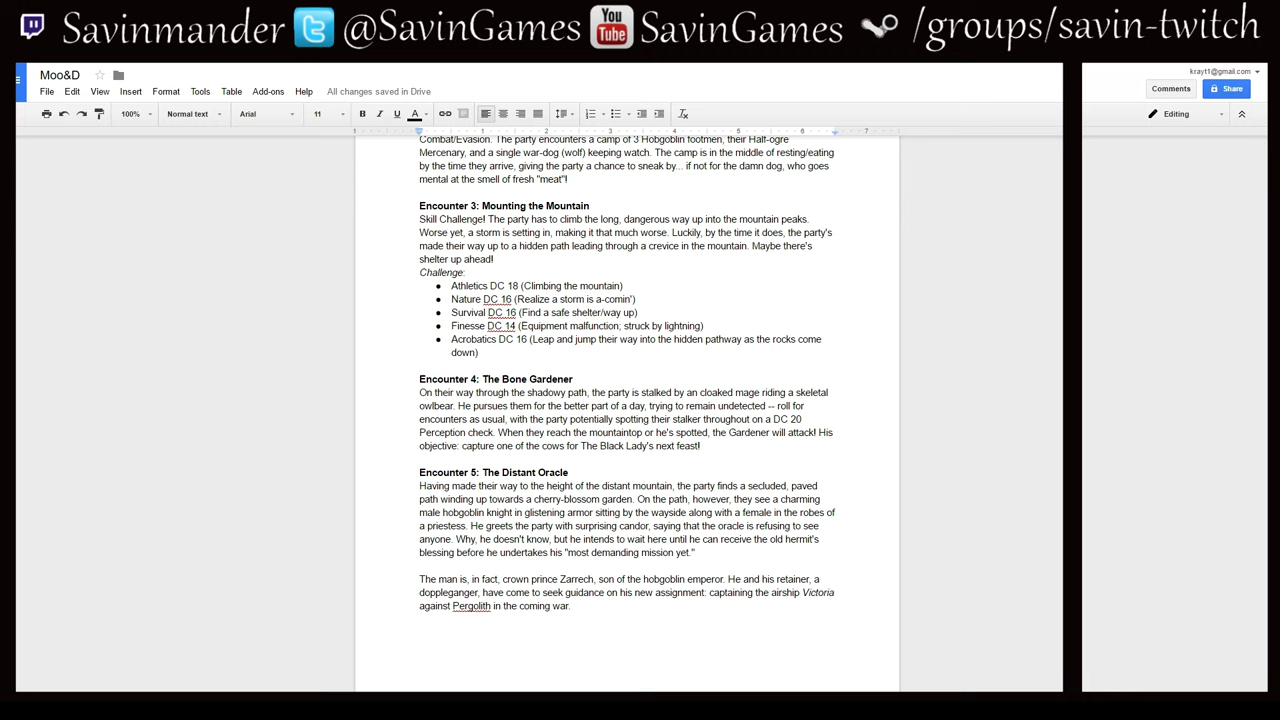 Savinmander @SavinGames You Tube SavinGames /groups/savin-twitch
Moo&D
krayt1@gmail.com
File Edit View Insert Format Tools Table Add-ons Help All changes saved in Drive
Comments Share
100% Normal text Arial 11 B I U A Editing
1 1 2 3 4 5 6 7
Combat/Evasion. The party encounters a camp of 3 Hobgoblin footmen, their Half-ogre
Mercenary, and a single war-dog (wolf) keeping watch. The camp is in the middle of resting/eating
by the time they arrive, giving the party a chance to sneak by... if not for the damn dog, who goes
mental at the smell of fresh "meat"!
Encounter 3: Mounting the Mountain
Skill Challenge! The party has to climb the long, dangerous way up into the mountain peaks.
Worse yet, a storm is setting in, making it that much worse. Luckily, by the time it does, the party's
made their way up to a hidden path leading through a crevice in the mountain. Maybe there's
shelter up ahead!
Challenge:
● Athletics DC 18 (Climbing the mountain)
● Nature DC 16 (Realize a storm is a-comin')
● Survival DC 16 (Find a safe shelter/way up)
● Finesse DC 14 (Equipment malfunction; struck by lightning)
● Acrobatics DC 16 (Leap and jump their way into the hidden pathway as the rocks come
down)
Encounter 4: The Bone Gardener
On their way through the shadowy path, the party is stalked by an cloaked mage riding a skeletal
owlbear. He pursues them for the better part of a day, trying to remain undetected -- roll for
encounters as usual, with the party potentially spotting their stalker throughout on a DC 20
Perception check. When they reach the mountaintop or he's spotted, the Gardener will attack! His
objective: capture one of the cows for The Black Lady's next feast!
Encounter 5: The Distant Oracle
Having made their way to the height of the distant mountain, the party finds a secluded, paved
path winding up towards a cherry-blossom garden. On the path, however, they see a charming
male hobgoblin knight in glistening armor sitting by the wayside along with a female in the robes of
a priestess. He greets the party with surprising candor, saying that the oracle is refusing to see
anyone. Why, he doesn't know, but he intends to wait here until he can receive the old hermit's
blessing before he undertakes his "most demanding mission yet."
The man is, in fact, crown prince Zarrech, son of the hobgoblin emperor. He and his retainer, a
doppleganger, have come to seek guidance on his new assignment: captaining the airship Victoria
against Pergolith in the coming war.